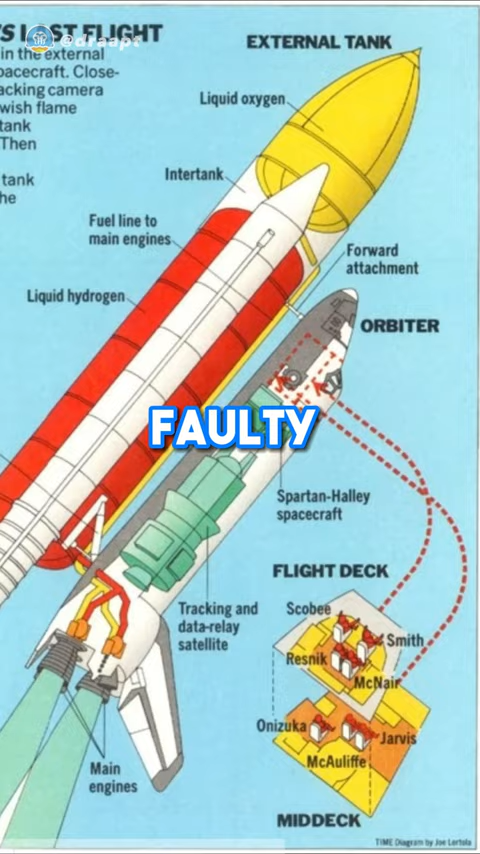 'S LAST FLIGHT
@draapt
in the external
pacecraft. Close-
acking camera
wish flame
tank
Then
tank
he
EXTERNAL TANK
Liquid oxygen
Intertank
Fuel line to
main engines
Liquid hydrogen
Forward
attachment
ORBITER
FAULTY
Spartan-Halley
spacecraft
Tracking and
data-relay
satellite
FLIGHT DECK
Scobee
Smith
Resnik
McNair
Onizuka
Jarvis
McAuliffe
Main
engines
MIDDECK
TIME Diagram by Joe Lertola